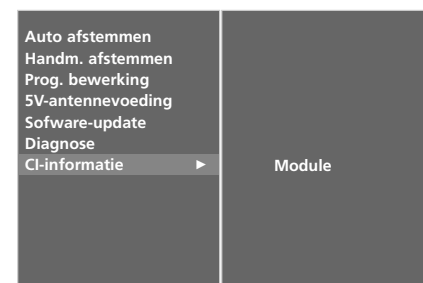 Auto afstemmen
Handm. afstemmen
Prog. bewerking
5V-antennevoeding
Sofware-update
Diagnose
CI-informatie ►
Module